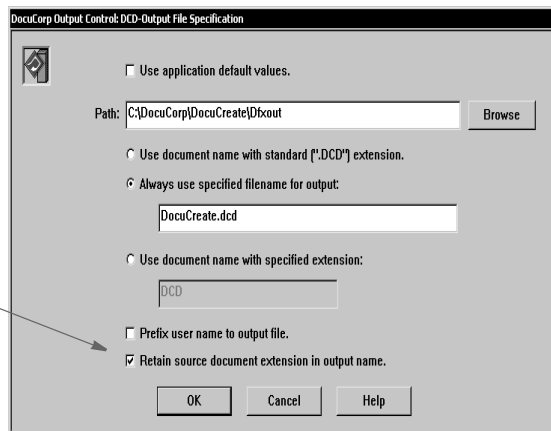 DocuCorp Output Control: DCD-Output File Specification
Use application default values.
Path: C:\DocuCorp\DocuCreate\Dfxout Browse
Use document name with standard (".DCD") extension.
Always use specified filename for output:
DocuCreate.dcd
Use document name with specified extension:
DCD
Prefix user name to output file.
Retain source document extension in output name.
OK Cancel Help